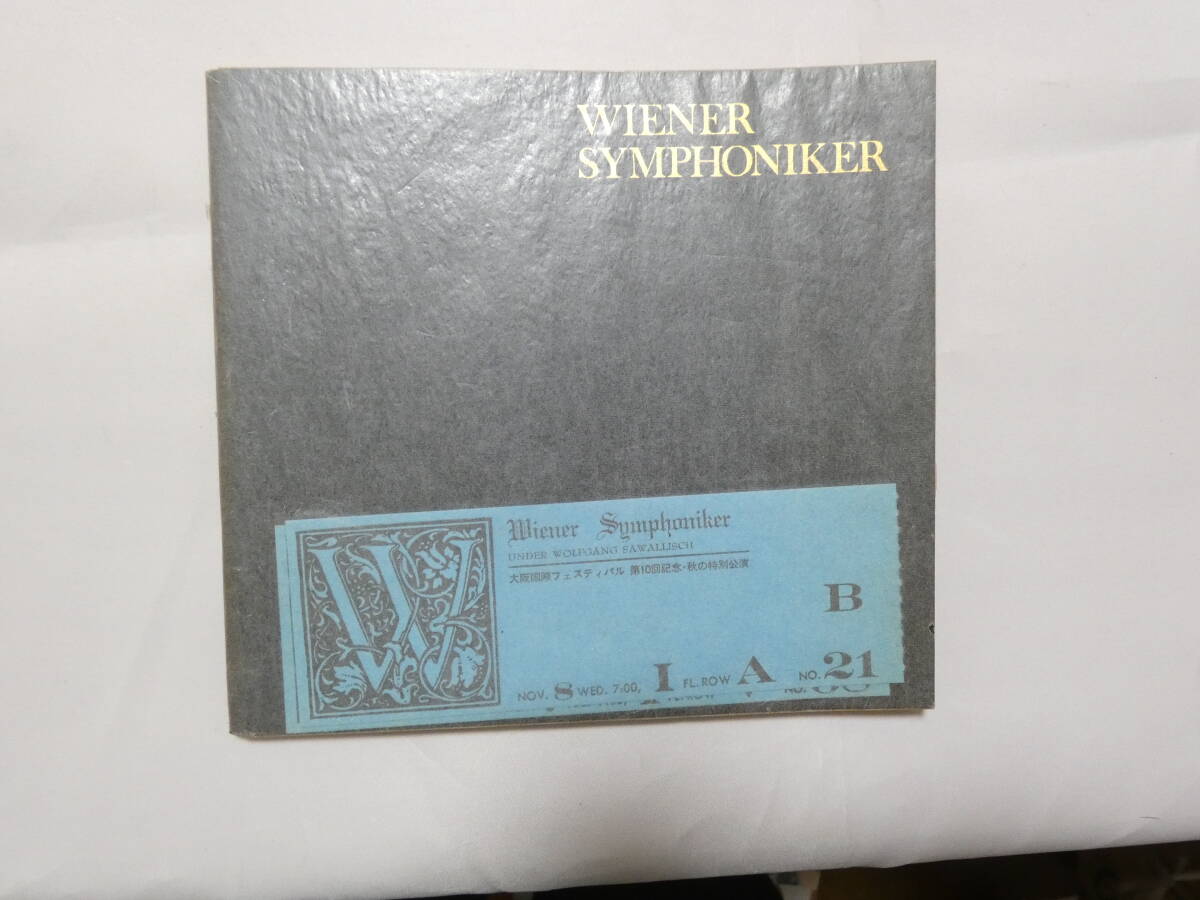 WIENER
SYMPHONIKER
W
Wiener Symphoniker
UNDER WOLFGANG SAWALLISCH
大阪国際フェスティバル 第10回記念・秋の特別公演
B
NOV. 8 WED. 7:00, I FL. ROW A NO. 21